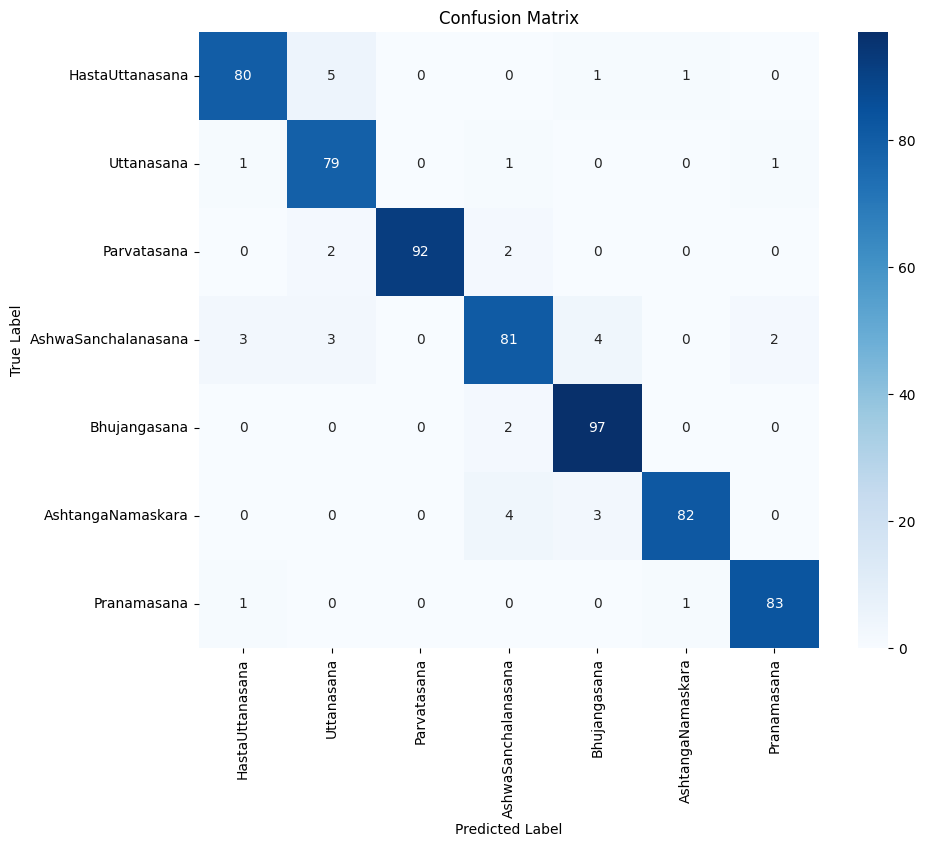 Confusion Matrix
HastaUttanasana 80 5 0 0 1 1 0
Uttanasana 1 79 0 1 0 0 1
Parvatasana 0 2 92 2 0 0 0
AshwaSanchalanasana 3 3 0 81 4 0 2
Bhujangasana 0 0 0 2 97 0 0
AshtangaNamaskara 0 0 0 4 3 82 0
Pranamasana 1 0 0 0 0 1 83
True Label
HastaUttanasana
Uttanasana
Parvatasana
AshwaSanchalanasana
Bhujangasana
AshtangaNamaskara
Pranamasana
Predicted Label
80
60
40
20
0